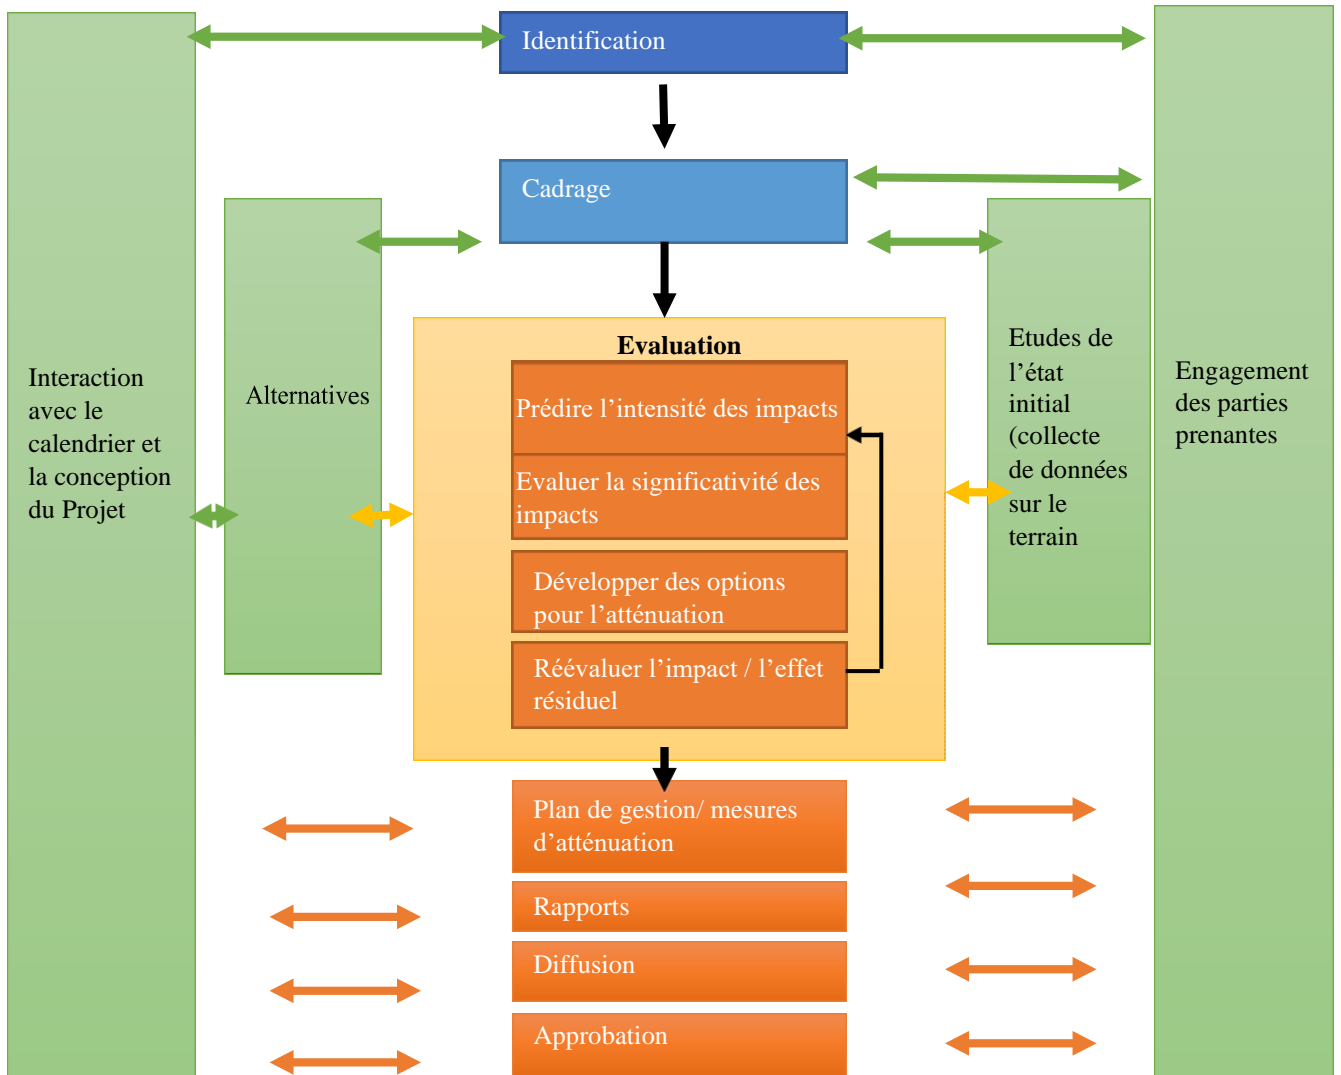 Identification
Cadrage
Interaction
avec le
calendrier et
la conception
du Projet
Alternatives
Evaluation
Prédire l’intensité des impacts
Evaluer la significativité des
impacts
Développer des options
pour l’atténuation
Réévaluer l’impact / l’effet
résiduel
Etudes de
l’état
initial
(collecte
de données
sur le
terrain
Engagement
des parties
prenantes
Plan de gestion/ mesures
d’atténuation
Rapports
Diffusion
Approbation